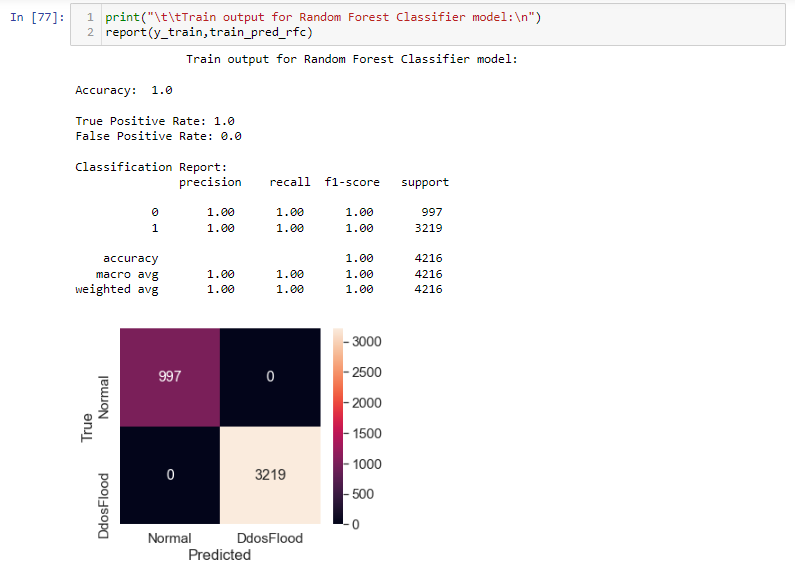 In [77]:
1 print("\t\tTrain output for Random Forest Classifier model:\n")
2 report(y_train,train_pred_rfc)
Train output for Random Forest Classifier model:
Accuracy: 1.0
True Positive Rate: 1.0
False Positive Rate: 0.0
Classification Report:
precision recall f1-score support
0 1.00 1.00 1.00 997
1 1.00 1.00 1.00 3219
accuracy 1.00 4216
macro avg 1.00 1.00 1.00 4216
weighted avg 1.00 1.00 1.00 4216
True
Normal
DdosFlood
997 0
0 3219
Normal DdosFlood
Predicted
3000
2500
2000
1500
1000
500
0